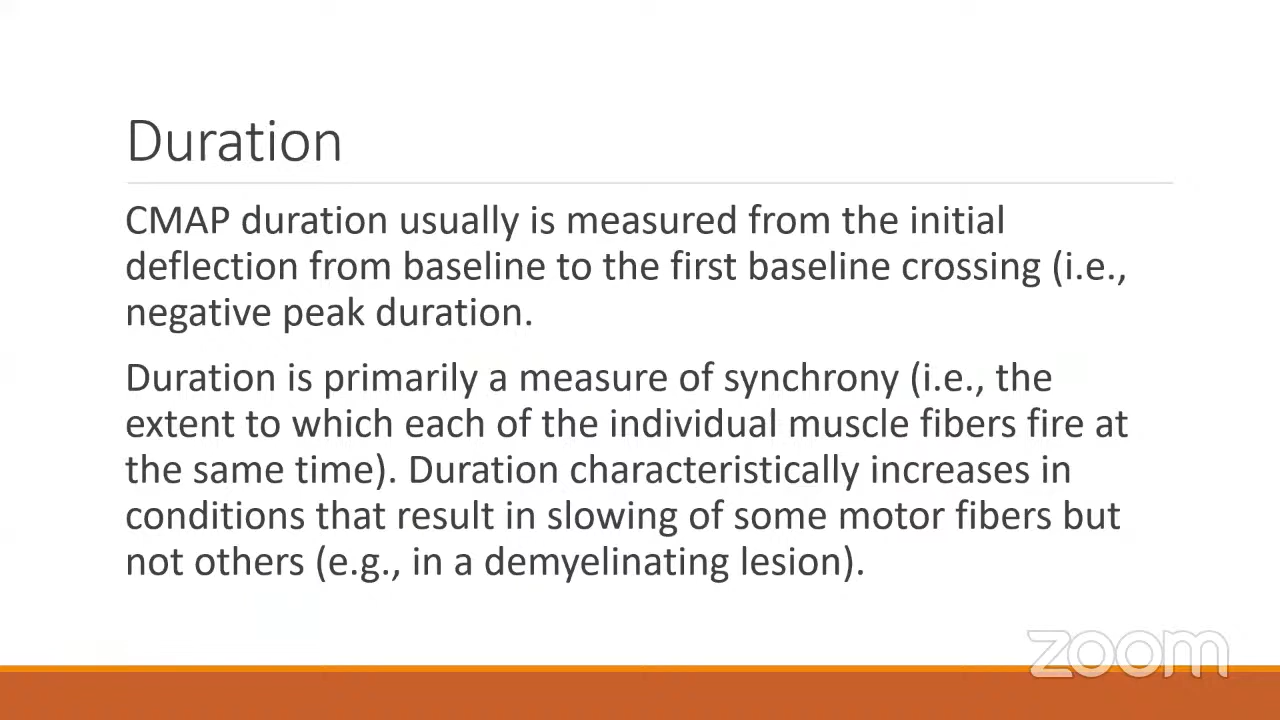 Duration
CMAP duration usually is measured from the initial
deflection from baseline to the first baseline crossing (i.e.,
negative peak duration.
Duration is primarily a measure of synchrony (i.e., the
extent to which each of the individual muscle fibers fire at
the same time). Duration characteristically increases in
conditions that result in slowing of some motor fibers but
not others (e.g., in a demyelinating lesion).
zoom